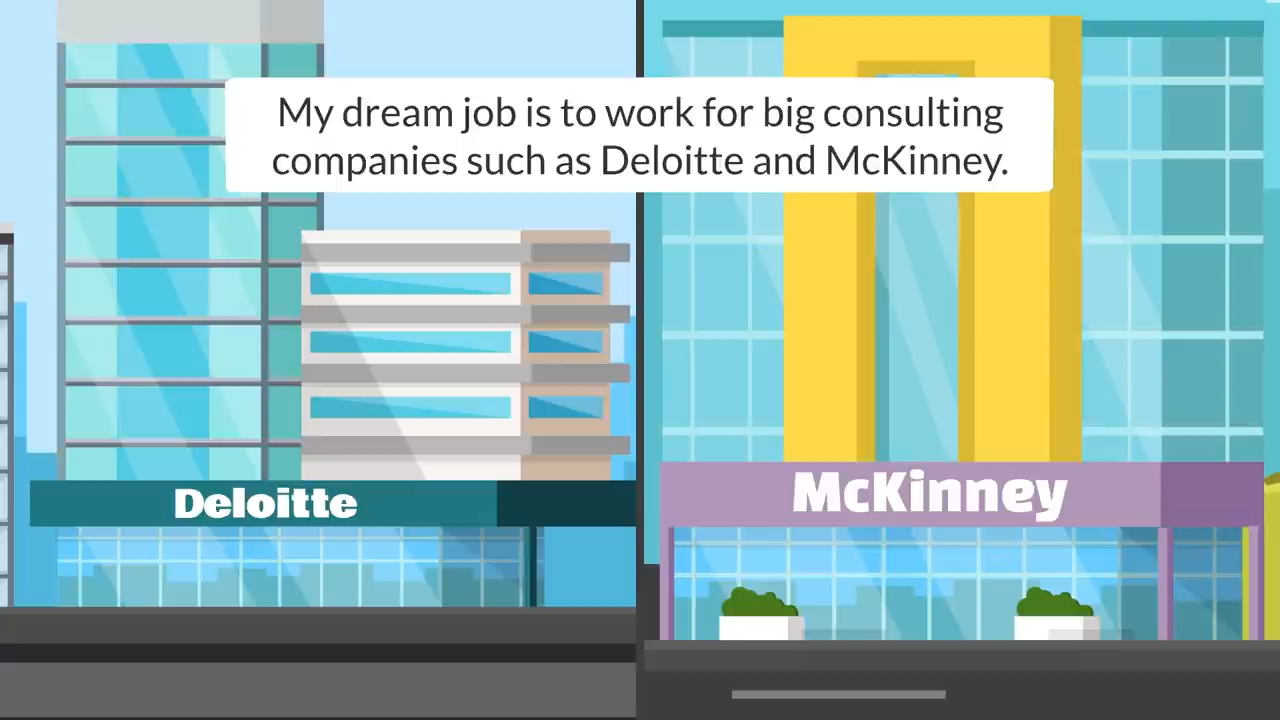 My dream job is to work for big consulting
companies such as Deloitte and McKinney.
Deloitte
McKinney